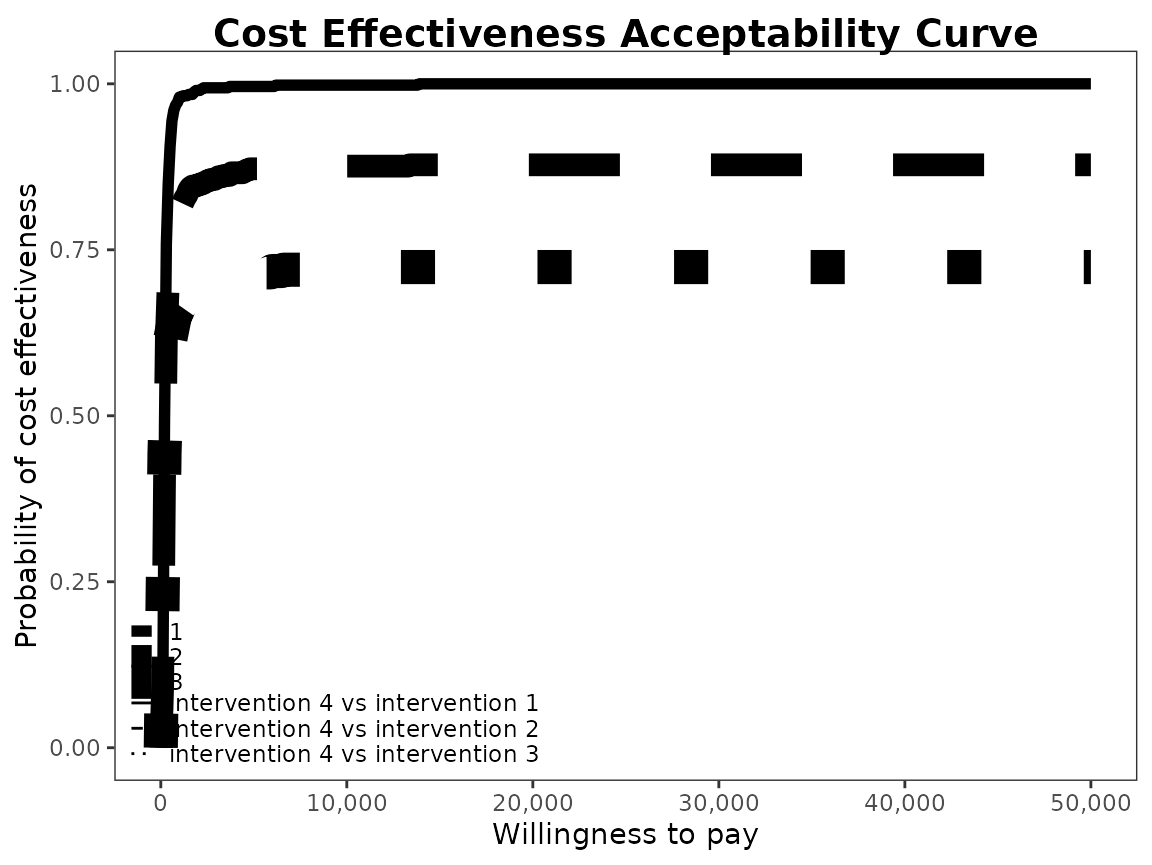 Cost Effectiveness Acceptability Curve
Probability of cost effectiveness
1.00
0.75
0.50
0.25
0.00
1
2
3
intervention 4 vs intervention 1
intervention 4 vs intervention 2
intervention 4 vs intervention 3
0
10,000
20,000
30,000
40,000
50,000
Willingness to pay